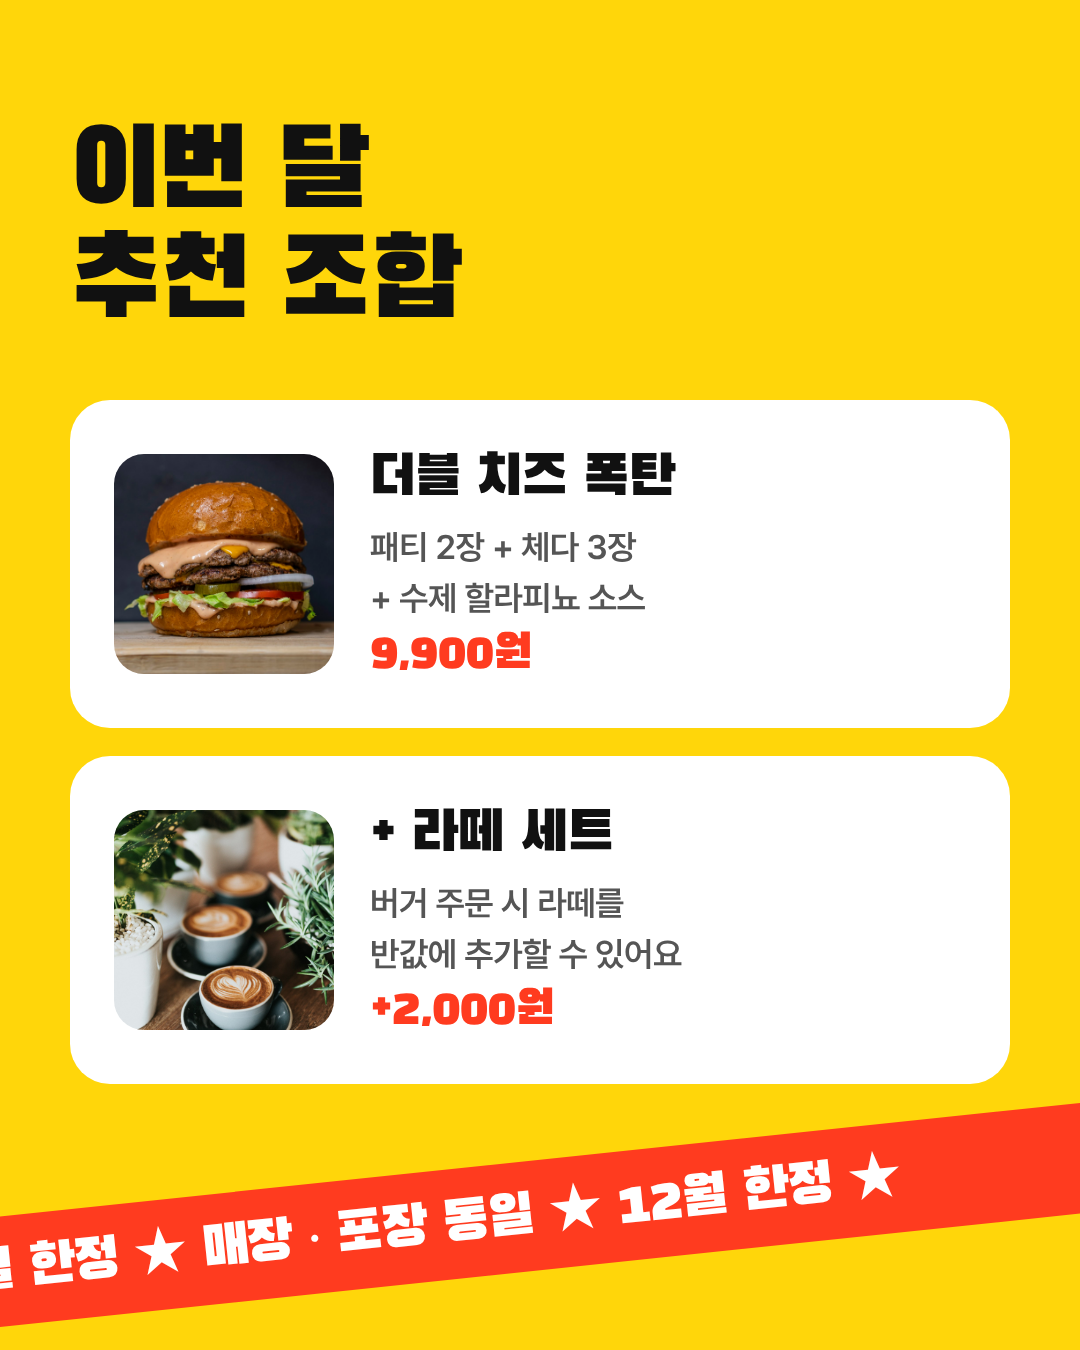 이번 달
추천 조합
더블 치즈 폭탄
패티 2장 + 체다 3장
+ 수제 할라피뇨 소스
9,900원
+ 라떼 세트
버거 주문 시 라떼를
반값에 추가할 수 있어요
+2,000원
한정 ★ 매장 · 포장 동일 ★ 12월 한정 ★